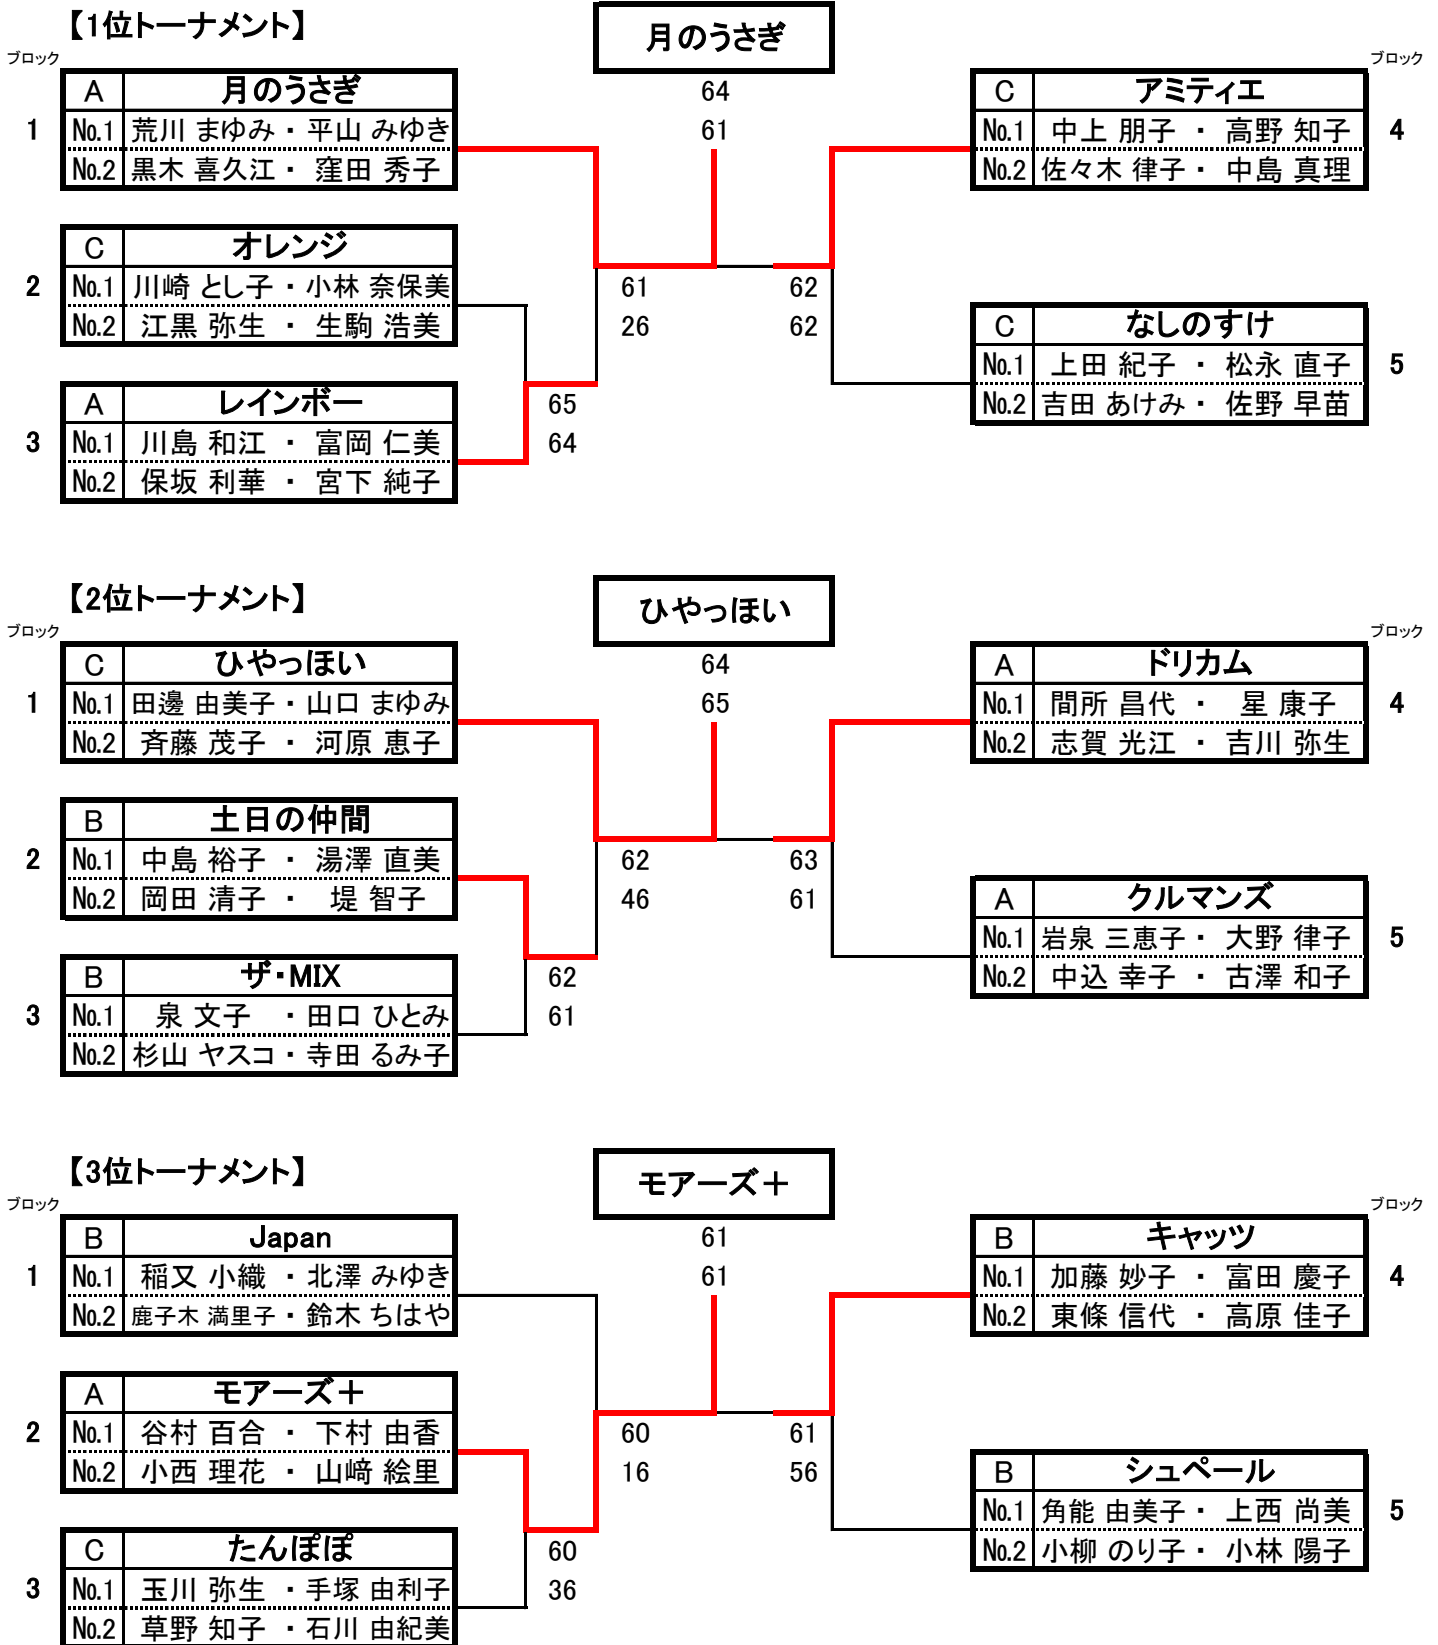 【1位トーナメント】
月のうさぎ
64
61
ブロック
1
A 月のうさぎ
No.1 荒川 まゆみ ・ 平山 みゆき
No.2 黒木 喜久江 ・ 窪田 秀子
2
C オレンジ
No.1 川崎 とし子 ・ 小林 奈保美
No.2 江黒 弥生 ・ 生駒 浩美
3
A レインボー
No.1 川島 和江 ・ 富岡 仁美
No.2 保坂 利華 ・ 宮下 純子
65
64
61
26
62
62
ブロック
4
C アミティエ
No.1 中上 朋子 ・ 高野 知子
No.2 佐々木 律子 ・ 中島 真理
5
C なしのすけ
No.1 上田 紀子 ・ 松永 直子
No.2 吉田 あけみ ・ 佐野 早苗
【2位トーナメント】
ひやっほい
64
65
ブロック
1
C ひやっほい
No.1 田邊 由美子 ・ 山口 まゆみ
No.2 斉藤 茂子 ・ 河原 恵子
2
B 土日の仲間
No.1 中島 裕子 ・ 湯澤 直美
No.2 岡田 清子 ・ 堤 智子
3
B ザ・MIX
No.1 泉 文子 ・ 田口 ひとみ
No.2 杉山 ヤスコ ・ 寺田 るみ子
62
61
62
46
63
61
ブロック
4
A ドリカム
No.1 間所 昌代 ・ 星 康子
No.2 志賀 光江 ・ 吉川 弥生
5
A クルマンズ
No.1 岩泉 三恵子 ・ 大野 律子
No.2 中込 幸子 ・ 古澤 和子
【3位トーナメント】
モアーズ＋
61
61
ブロック
1
B Japan
No.1 稲又 小織 ・ 北澤 みゆき
No.2 鹿子木 満里子 ・ 鈴木 ちはや
2
A モアーズ＋
No.1 谷村 百合 ・ 下村 由香
No.2 小西 理花 ・ 山﨑 絵里
3
C たんぽぽ
No.1 玉川 弥生 ・ 手塚 由利子
No.2 草野 知子 ・ 石川 由紀美
60
36
60
16
61
56
ブロック
4
B キャッツ
No.1 加藤 妙子 ・ 富田 慶子
No.2 東條 信代 ・ 高原 佳子
5
B シュペール
No.1 角能 由美子 ・ 上西 尚美
No.2 小柳 のり子 ・ 小林 陽子